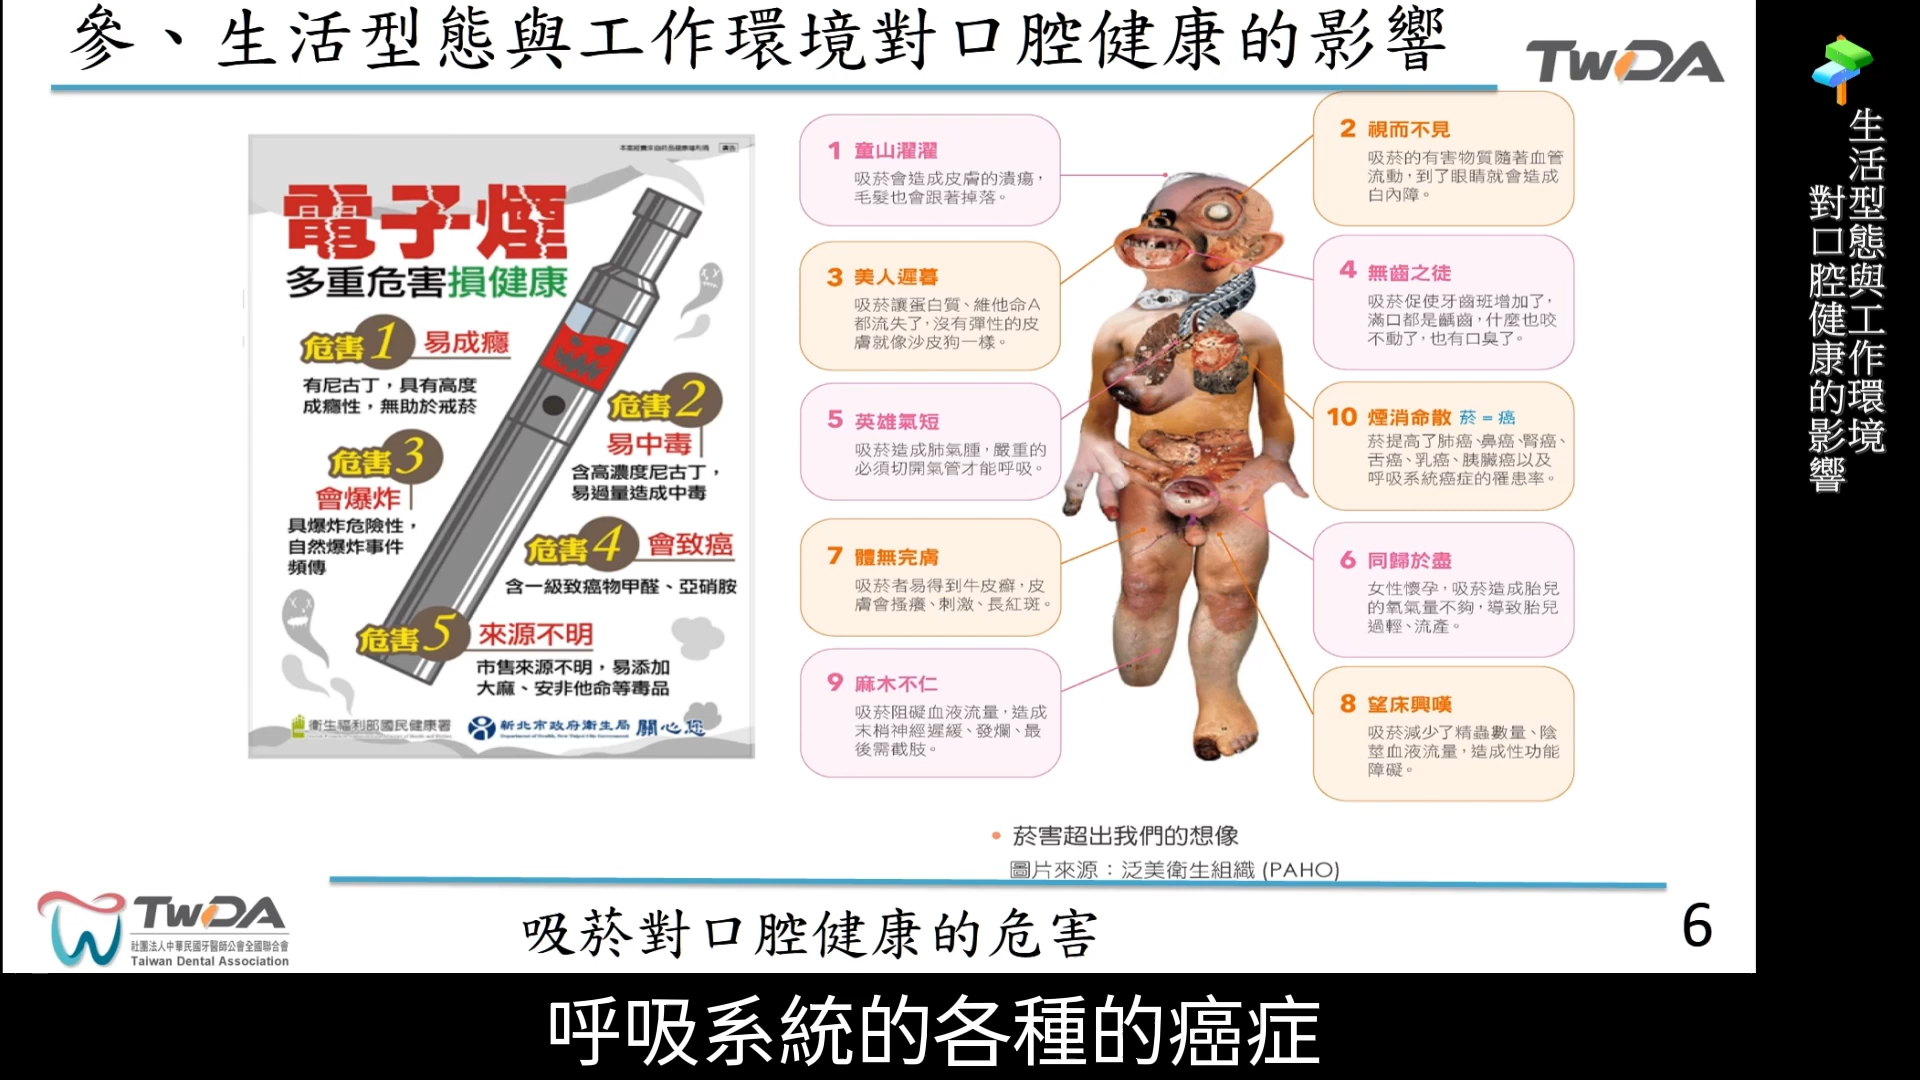 參、生活型態與工作環境對口腔健康的影響
TWDA
生活型態與工作環境
對口腔健康的影響
廣告
電子煙
多重危害損健康
危害1 易成癮
有尼古丁，具有高度
成癮性，無助於戒菸
危害2
易中毒
含高濃度尼古丁，
易過量造成中毒
危害3
會爆炸
具爆炸危險性，
自然爆炸事件
頻傳
危害4 會致癌
含一級致癌物甲醛、亞硝胺
危害5 來源不明
市售來源不明，易添加
大麻、安非他命等毒品
衛生福利部國民健康署
新北市政府衛生局 關心您
1 童山濯濯
吸菸會造成皮膚的潰瘍，
毛髮也會跟著掉落。
2 視而不見
吸菸的有害物質隨著血管
流動，到了眼睛就會造成
白內障。
3 美人遲暮
吸菸讓蛋白質、維他命A
都流失了，沒有彈性的皮
膚就像沙皮狗一樣。
4 無齒之徒
吸菸促使牙齒斑增加了，
滿口都是齲齒，什麼也咬
不動了，也有口臭了。
5 英雄氣短
吸菸造成肺氣腫，嚴重的
必須切開氣管才能呼吸。
10 煙消命散 菸 = 癌
菸提高了肺癌、鼻癌、腎癌、
舌癌、乳癌、胰臟癌以及
呼吸系統癌症的罹患率。
7 體無完膚
吸菸者易得到牛皮癬，皮
膚會搔癢、刺激、長紅斑。
6 同歸於盡
女性懷孕，吸菸造成胎兒
的氧氣量不夠，導致胎兒
過輕、流產。
9 麻木不仁
吸菸阻礙血液流量，造成
末梢神經遲緩、發爛、最
後需截肢。
8 望床興嘆
吸菸減少了精蟲數量、陰
莖血液流量，造成性功能
障礙。
• 菸害超出我們的想像
圖片來源：泛美衛生組織 (PAHO)
TWDA
社團法人中華民國牙醫師公會全國聯合會
Taiwan Dental Association
吸菸對口腔健康的危害
6
呼吸系統的各種的癌症